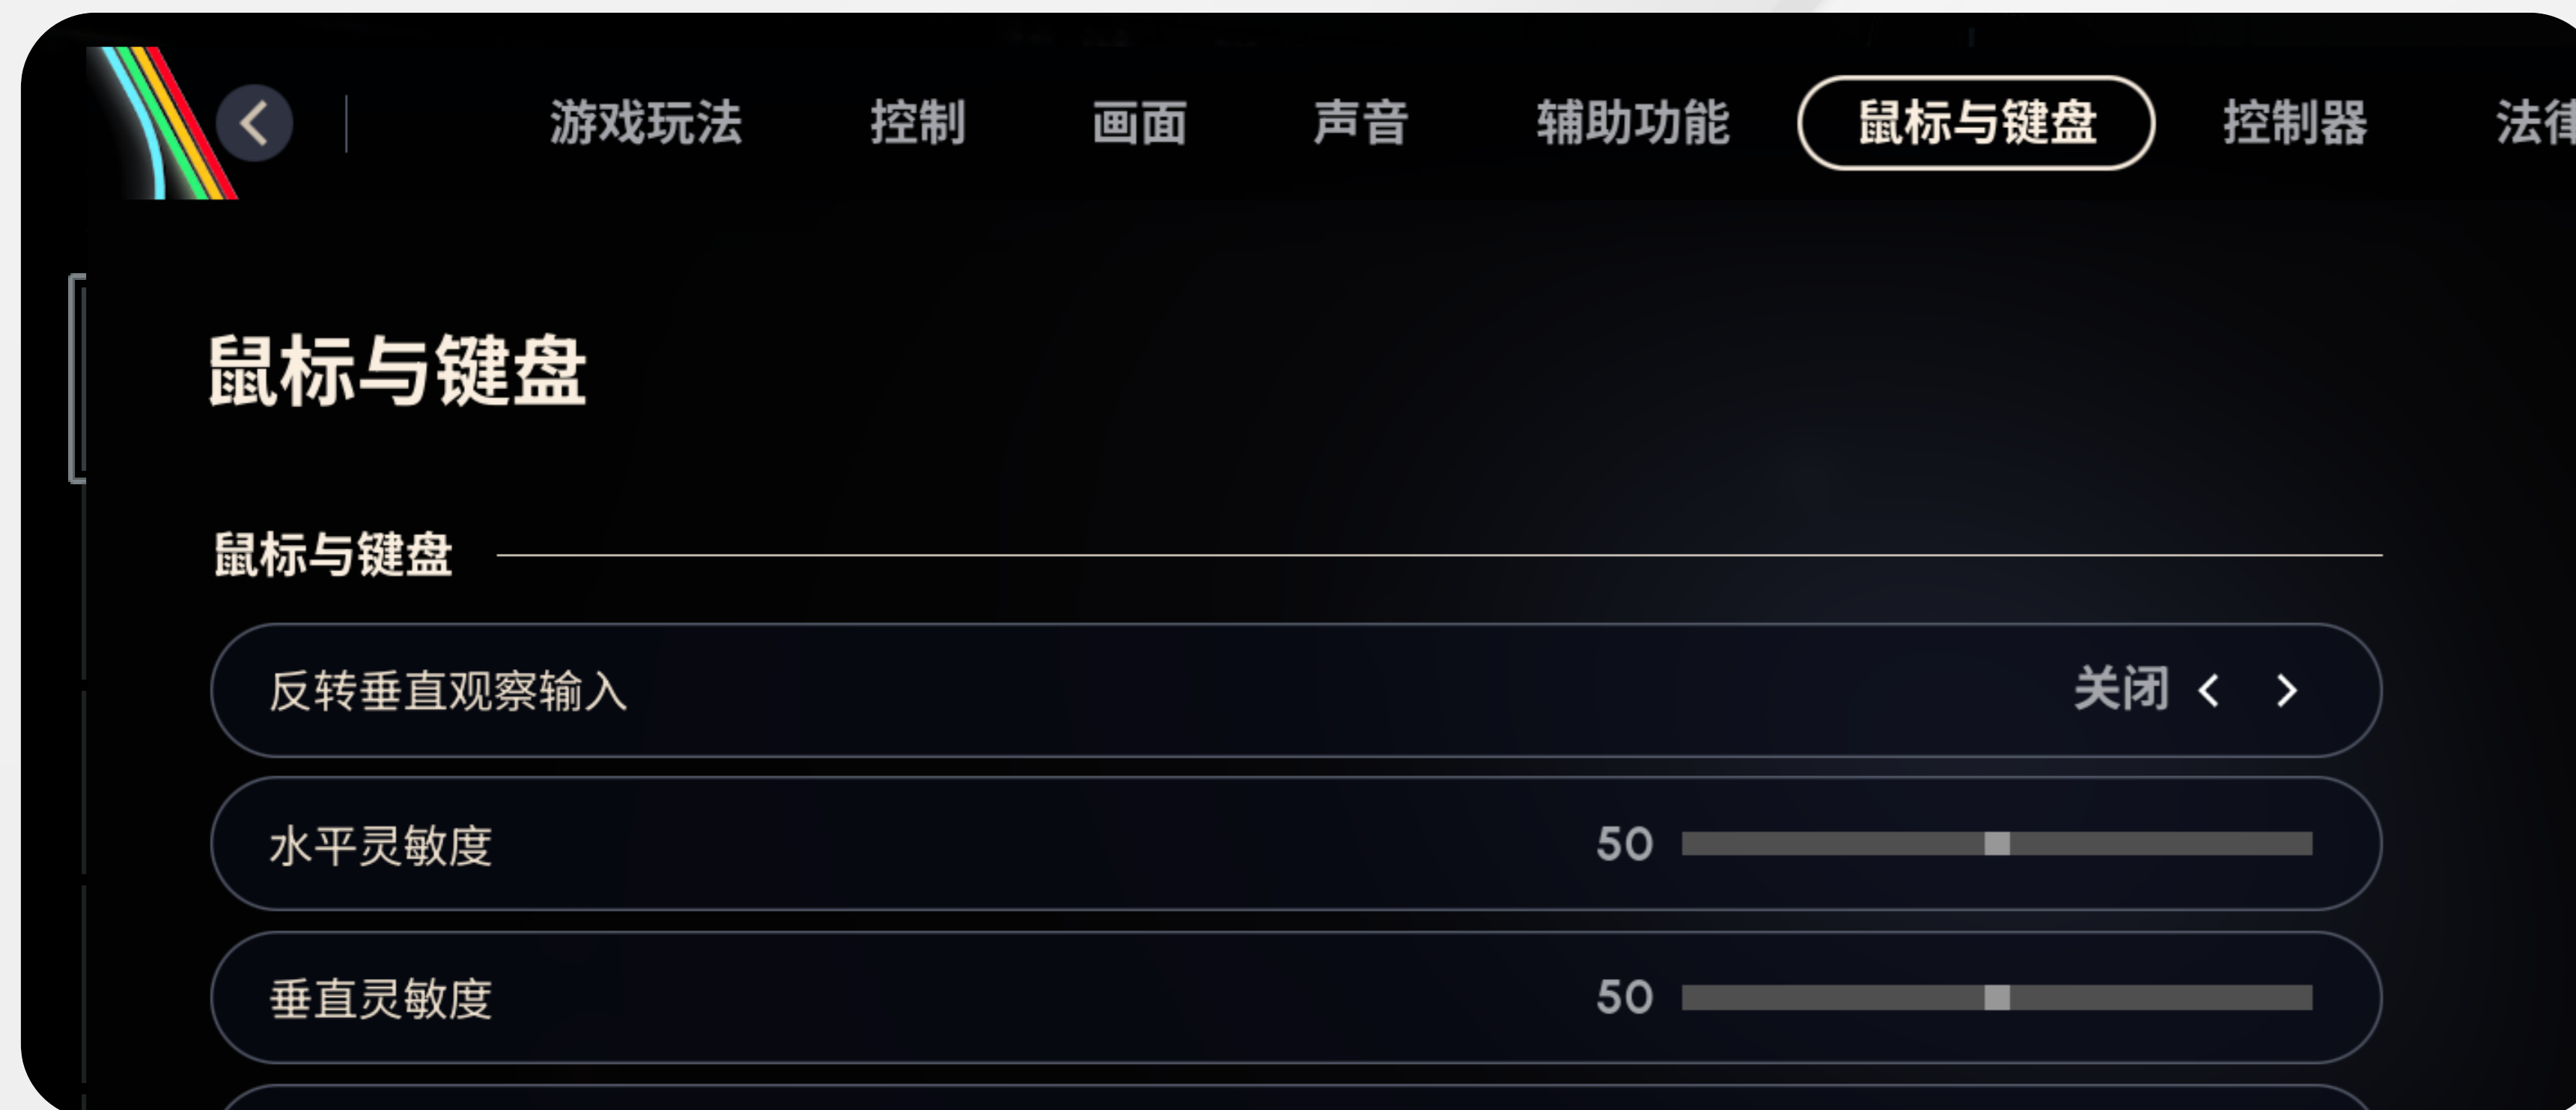 游戏玩法 控制 画面 声音 辅助功能 鼠标与键盘 控制器 法律
鼠标与键盘
鼠标与键盘
反转垂直观察输入 关闭
水平灵敏度 50
垂直灵敏度 50